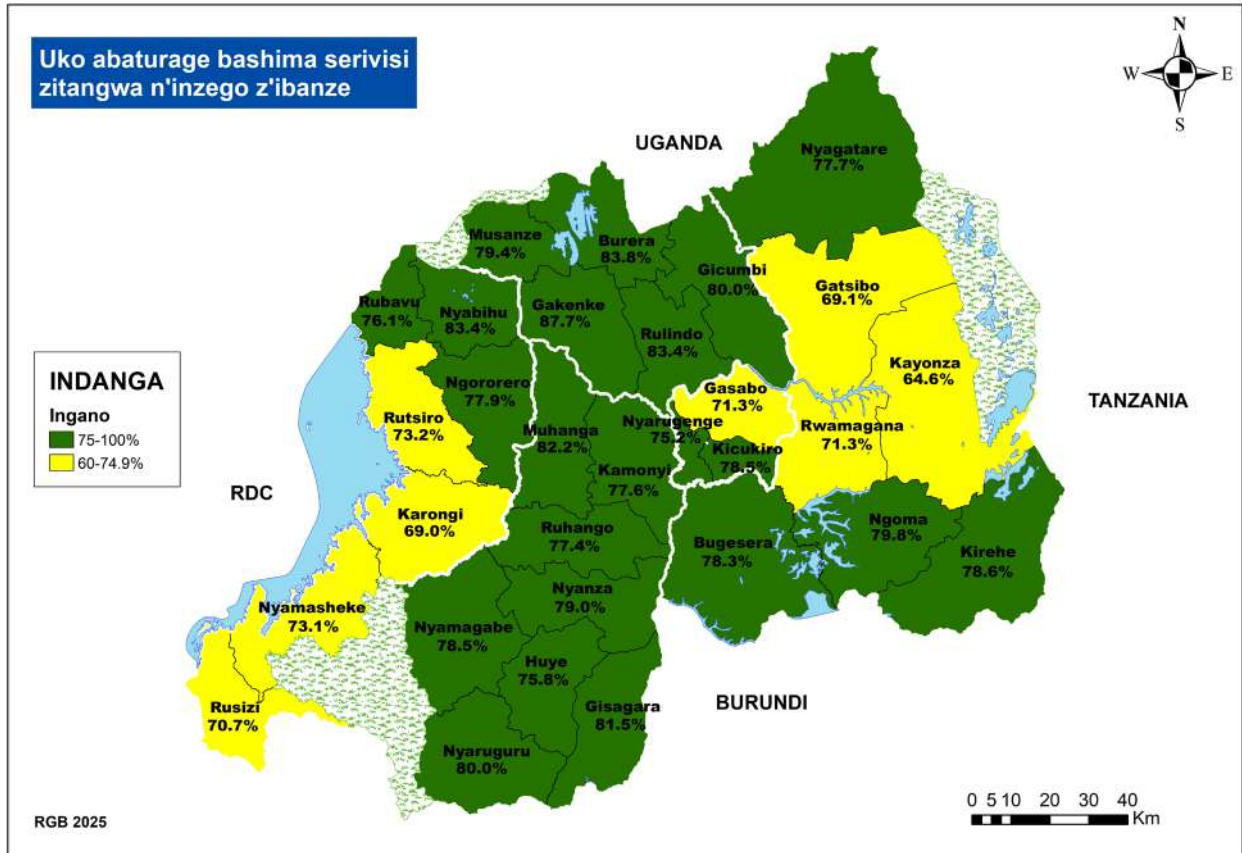 Uko abaturage bashima serivisi
zitangwa n'inzego z'ibanze
N
W
E
S
UGANDA
Nyagatare
77.7%
Musanze
79.4%
Burera
83.8%
Gicumbi
80.0%
Gatsibo
69.1%
Rubavu
76.1%
Nyabihu
83.4%
Gakenke
87.7%
Rulindo
83.4%
Kayonza
64.6%
INDANGA
Ingano
75-100%
60-74.9%
Ngororero
77.9%
Rutsiro
73.2%
Gasabo
71.3%
TANZANIA
Muhanga
82.2%
Nyarugenge
75.2%
Kicukiro
78.5%
Rwamagana
71.3%
Kamonyi
77.6%
RDC
Karongi
69.0%
Ruhango
77.4%
Bugesera
78.3%
Ngoma
79.8%
Kirehe
78.6%
Nyamasheke
73.1%
Nyanza
79.0%
Nyamagabe
78.5%
Huye
75.8%
Rusizi
70.7%
Gisagara
81.5%
BURUNDI
Nyaruguru
80.0%
0 5 10 20 30 40
Km
RGB 2025